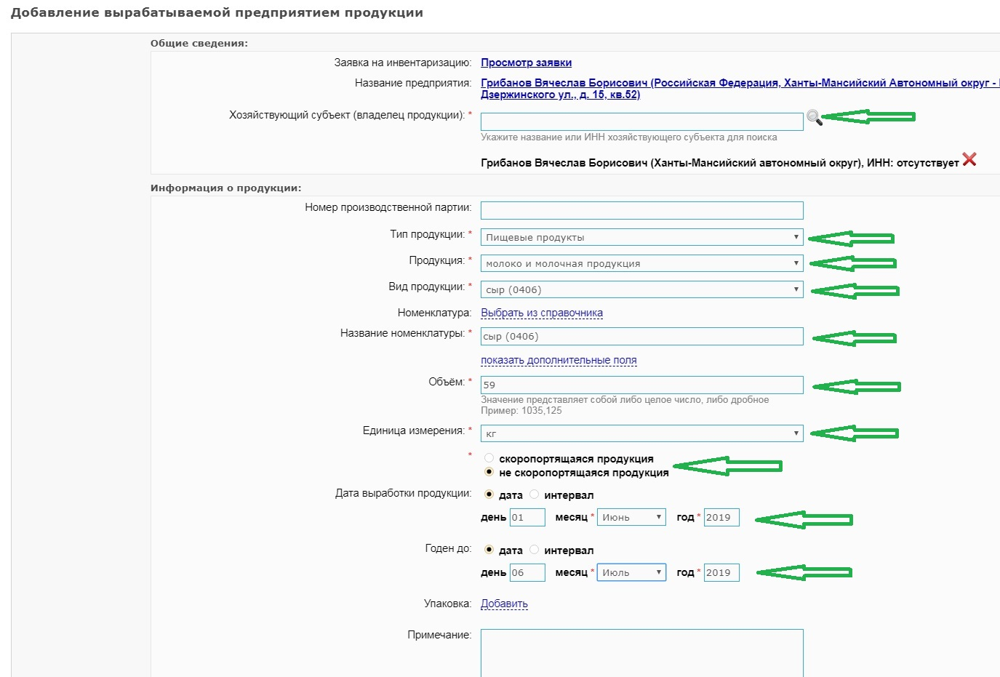 Добавление вырабатываемой предприятием продукции
Общие сведения:
Заявка на инвентаризацию: Просмотр заявки
Название предприятия: Грибанов Вячеслав Борисович (Российская Федерация, Ханты-Мансийский Автономный округ -
Дзержинского ул., д. 15, кв.52)
Хозяйствующий субъект (владелец продукции): *
Укажите название или ИНН хозяйствующего субъекта для поиска
Грибанов Вячеслав Борисович (Ханты-Мансийский автономный округ), ИНН: отсутствует
Информация о продукции:
Номер производственной партии:
Тип продукции: * Пищевые продукты
Продукция: * молоко и молочная продукция
Вид продукции: * сыр (0406)
Номенклатура: Выбрать из справочника
Название номенклатуры: * сыр (0406)
показать дополнительные поля
Объём: * 59
Значение представляет собой либо целое число, либо дробное
Пример: 1035,125
Единица измерения: * кг
* скоропортящаяся продукция
не скоропортящаяся продукция
Дата выработки продукции: дата интервал
день 01 месяц * Июнь год * 2019
Годен до: дата интервал
день 06 месяц * Июль год * 2019
Упаковка: Добавить
Примечание: